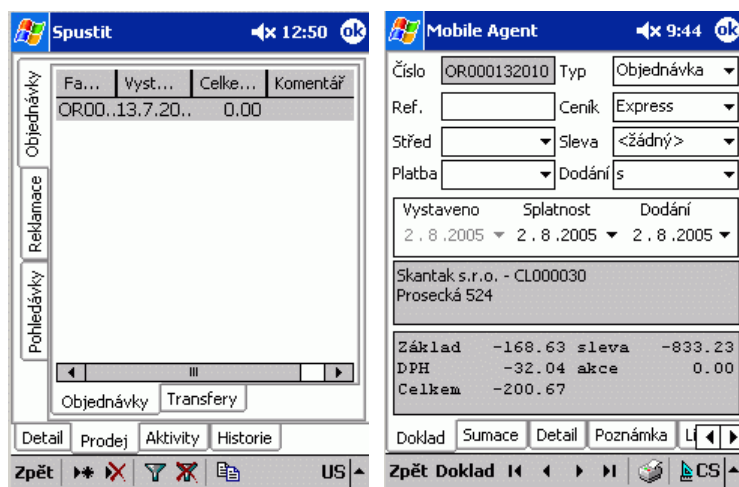 Spustit 12:50 ok
Objednávky
Reklamace
Pohledávky
Fa... Vyst... Celke... Komentář
OR00..13.7.20.. 0.00
Objednávky Transfery
Detail Prodej Aktivity Historie
Zpět US
Mobile Agent 9:44 ok
Číslo OR000132010 Typ Objednávka
Ref. Ceník Express
Střed Sleva <žádný>
Platba Dodání s
Vystaveno Splatnost Dodání
2 . 8 .2005 2 . 8 .2005 2 . 8 .2005
Skantak s.r.o. - CL000030
Prosecká 524
Základ -168.63 sleva -833.23
DPH -32.04 akce 0.00
Celkem -200.67
Doklad Sumace Detail Poznámka Li
Zpět Doklad CS